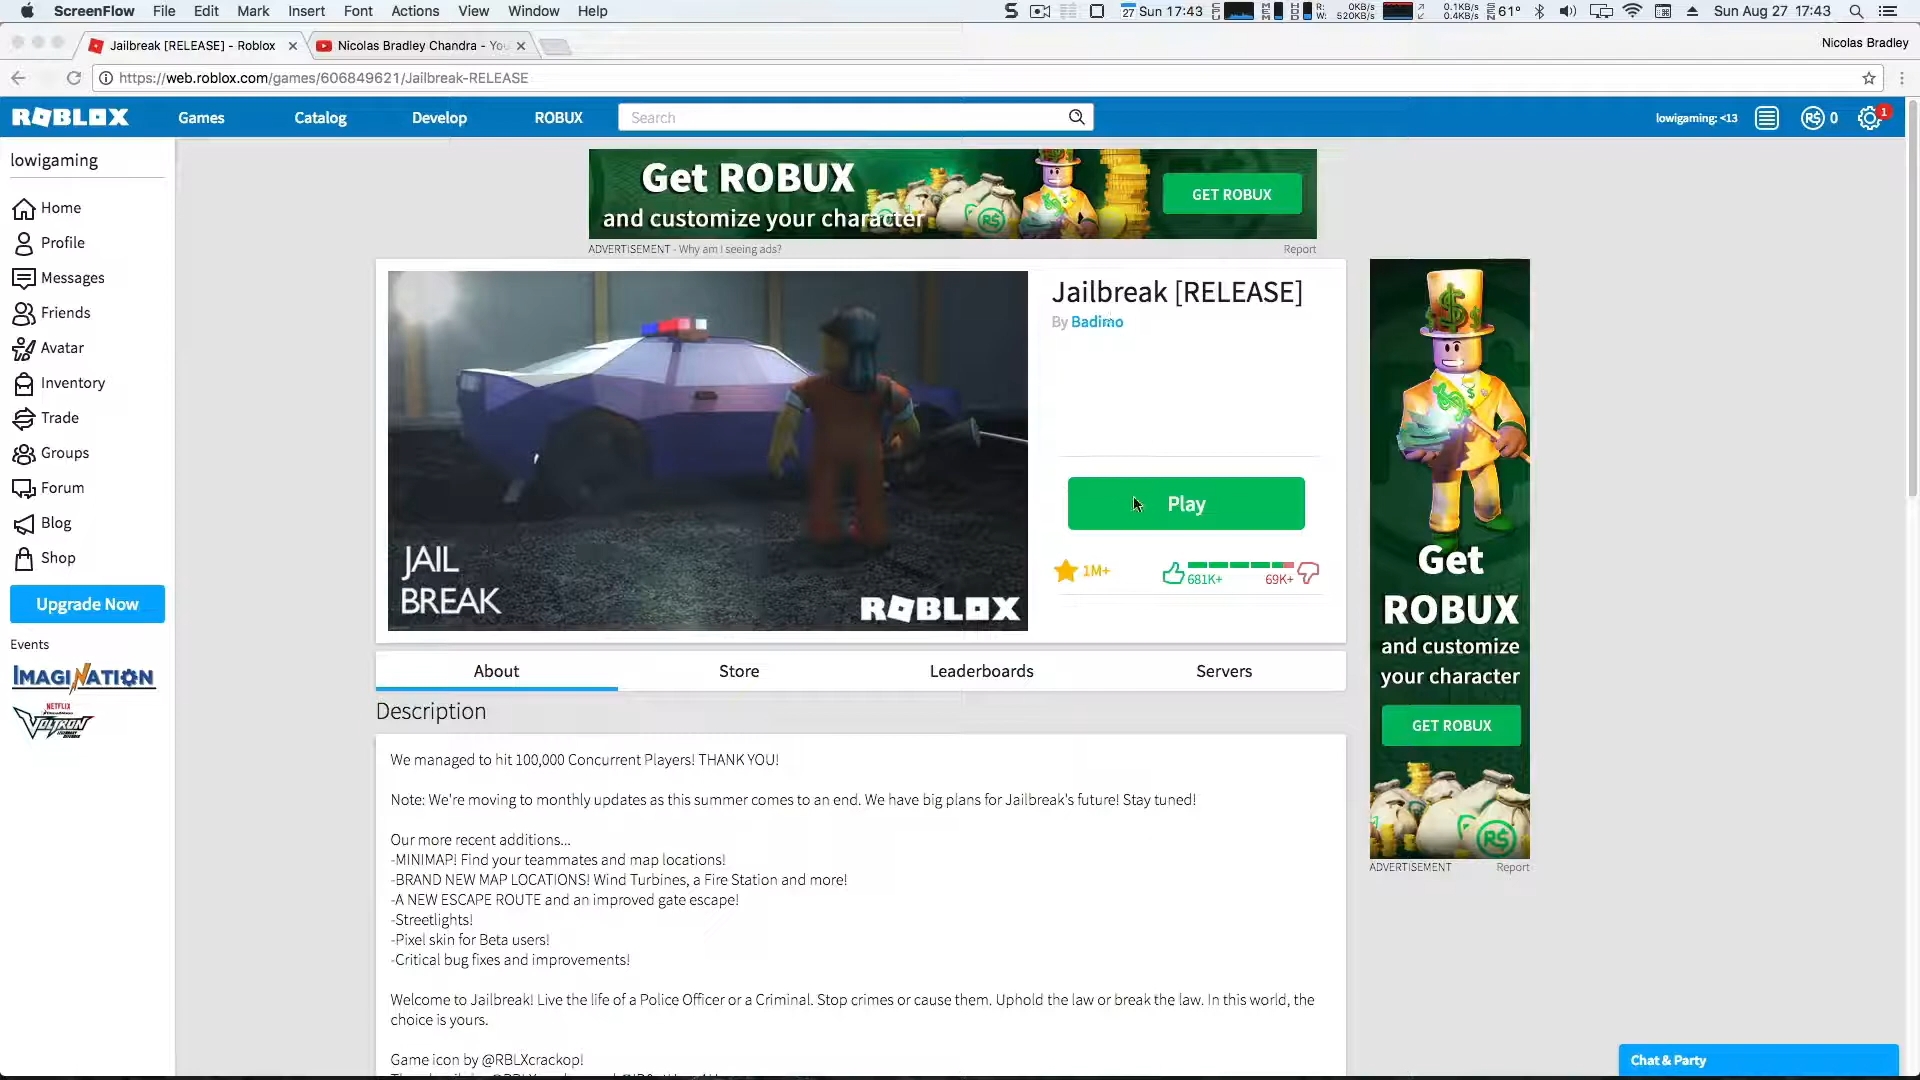 ScreenFlow File Edit Mark Insert Font Actions View Window Help
27 Sun 17:43 R: 0KB/s W: 520KB/s 0.1KB/s 0.4KB/s 61° Sun Aug 27 17:43
Jailbreak [RELEASE] - Roblox
Nicolas Bradley Chandra - You
Nicolas Bradley
https://web.roblox.com/games/606849621/Jailbreak-RELEASE
ROBLOX Games Catalog Develop ROBUX Search lowigaming: <13 R$ 0 1
lowigaming
Home
Profile
Messages
Friends
Avatar
Inventory
Trade
Groups
Forum
Blog
Shop
Upgrade Now
Events
IMAGINATION
NETFLIX
VOLTRON
Get ROBUX
and customize your character
GET ROBUX
ADVERTISEMENT - Why am I seeing ads? Report
JAIL
BREAK
ROBLOX
Jailbreak [RELEASE]
By Badimo
Play
1M+ 681K+ 69K+
About Store Leaderboards Servers
Description
We managed to hit 100,000 Concurrent Players! THANK YOU!
Note: We're moving to monthly updates as this summer comes to an end. We have big plans for Jailbreak's future! Stay tuned!
Our more recent additions...
-MINIMAP! Find your teammates and map locations!
-BRAND NEW MAP LOCATIONS! Wind Turbines, a Fire Station and more!
-A NEW ESCAPE ROUTE and an improved gate escape!
-Streetlights!
-Pixel skin for Beta users!
-Critical bug fixes and improvements!
Welcome to Jailbreak! Live the life of a Police Officer or a Criminal. Stop crimes or cause them. Uphold the law or break the law. In this world, the
choice is yours.
Game icon by @RBLXcrackop!
Get
ROBUX
and customize
your character
GET ROBUX
R$
ADVERTISEMENT Report
Chat & Party